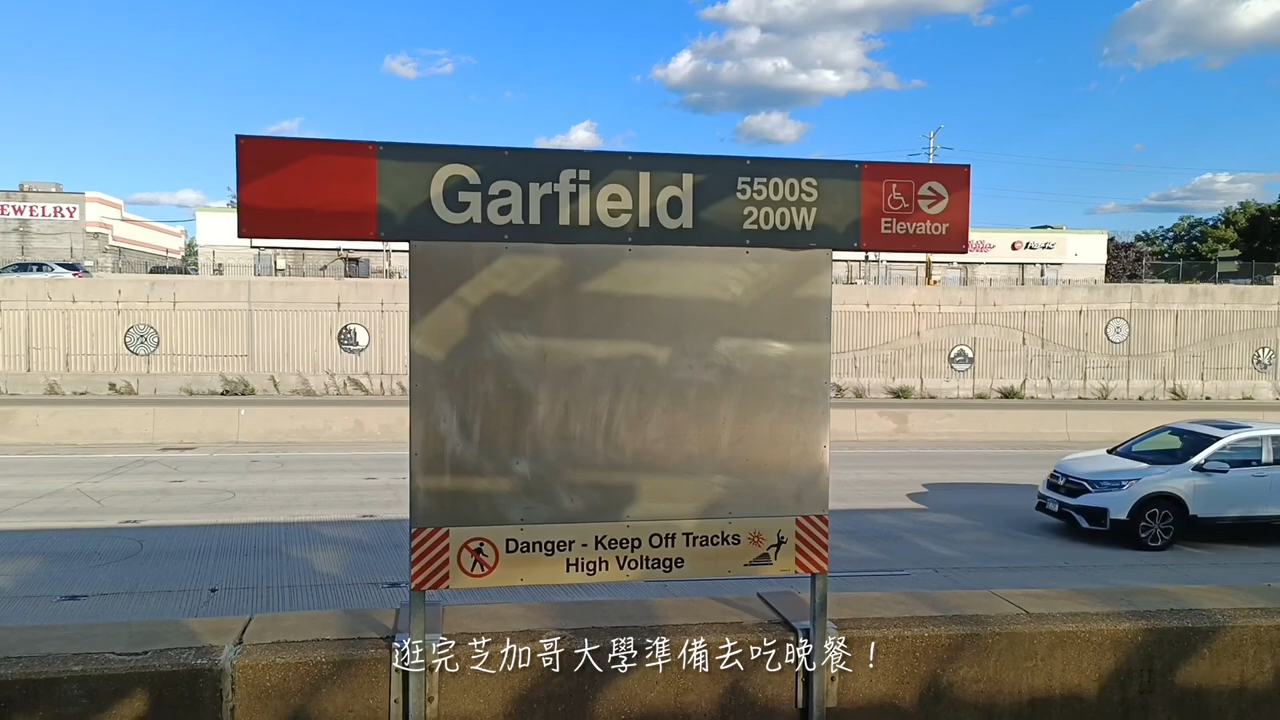 Garfield
5500S
200W
Elevator
EWELRY
Danger - Keep Off Tracks
High Voltage
逛完芝加哥大學準備去吃晚餐！